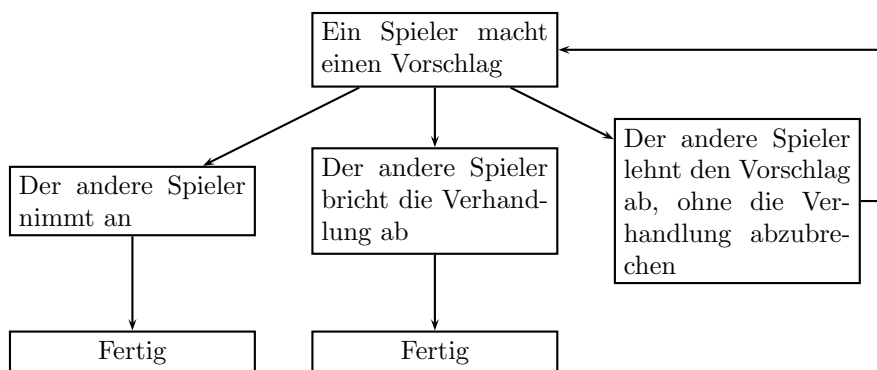 Ein Spieler macht
einen Vorschlag
Der andere Spieler
nimmt an
Der andere Spieler
bricht die Verhand-
lung ab
Der andere Spieler
lehnt den Vorschlag
ab, ohne die Ver-
handlung abzubre-
chen
Fertig
Fertig